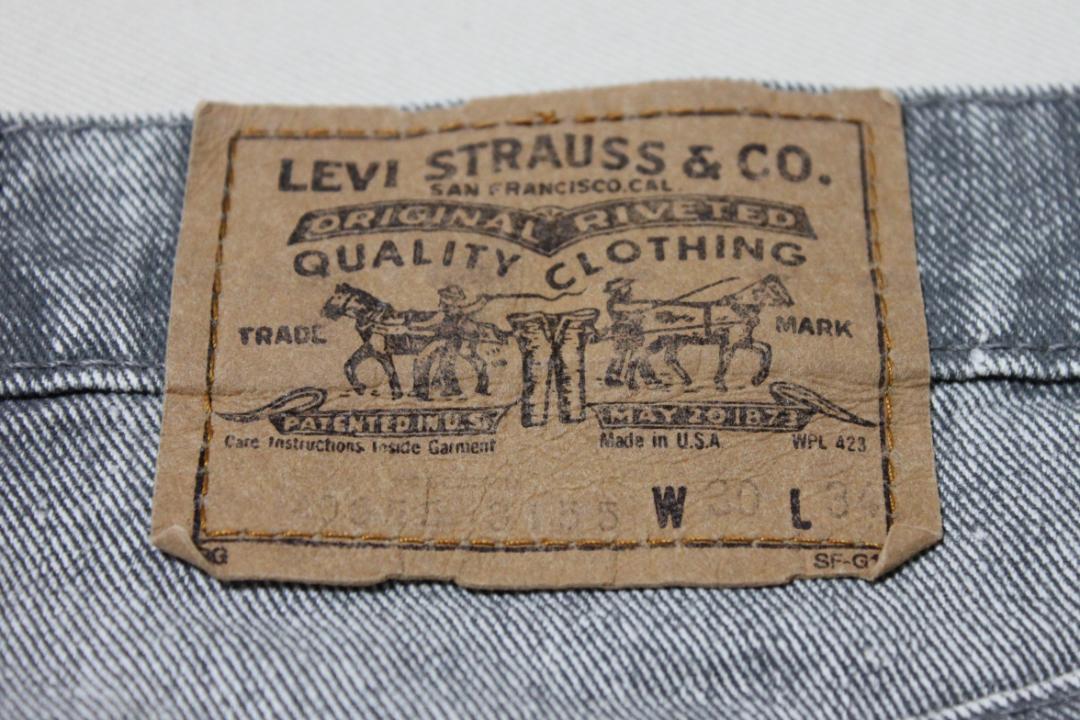 LEVI STRAUSS & CO.
SAN FRANCISCO, CAL.
ORIGINAL RIVETED
QUALITY CLOTHING
TRADE MARK
PATENTED IN U.S. MAY 20 1873
Care Instructions Inside Garment Made in U.S.A WPL 423
3155 W 30 L 34
SF-G